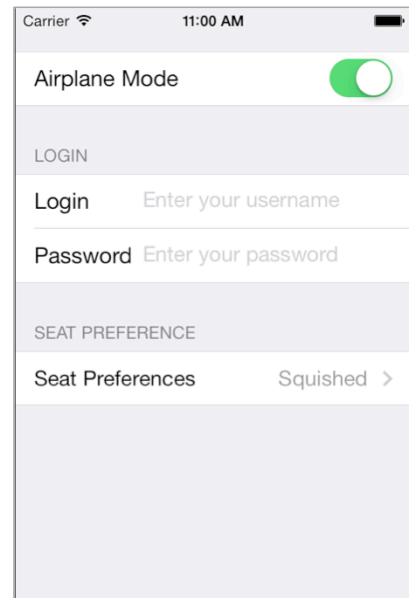 Carrier 11:00 AM
Airplane Mode
LOGIN
Login Enter your username
Password Enter your password
SEAT PREFERENCE
Seat Preferences Squished